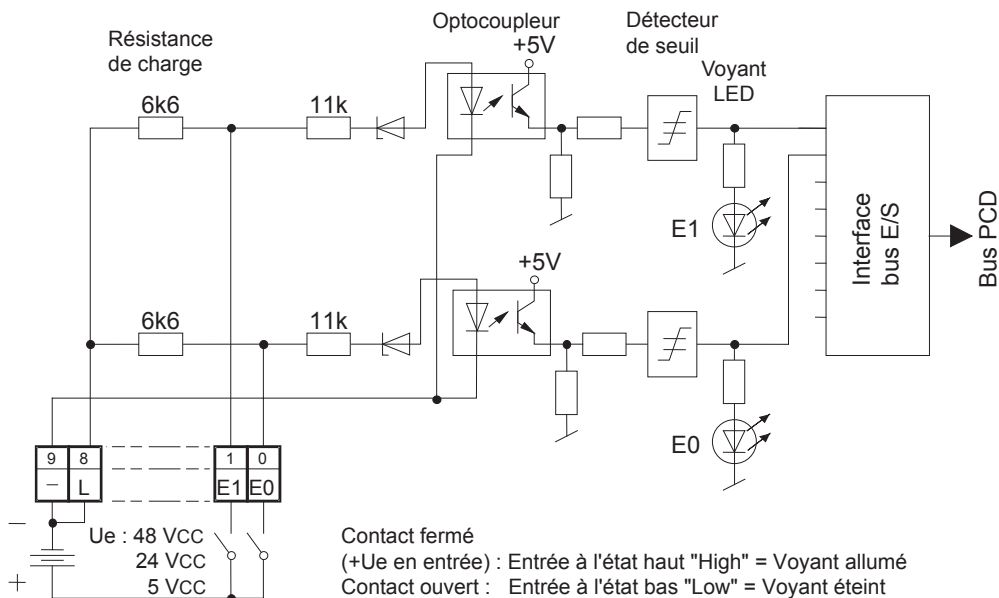 Optocoupleur
Détecteur
de seuil
Résistance
de charge
+5V
Voyant
LED
6k6
11k
E1
Interface
bus E/S
Bus PCD
+5V
6k6
11k
E0
9
8
1
0
–
L
E1
E0
–
+
Ue : 48 VCC
24 VCC
5 VCC
Contact fermé
(+Ue en entrée) : Entrée à l'état haut "High" = Voyant allumé
Contact ouvert : Entrée à l'état bas "Low" = Voyant éteint